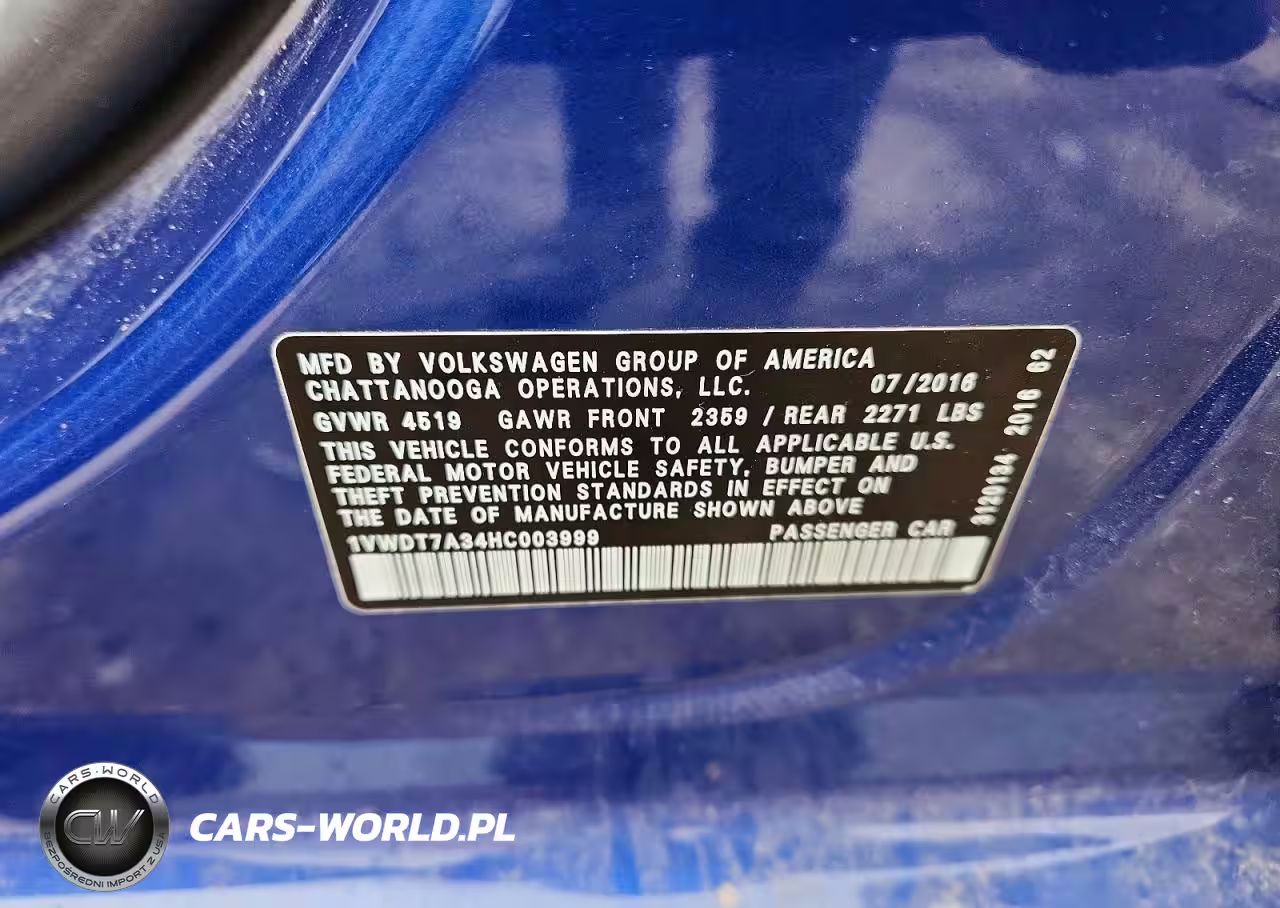 MFD BY VOLKSWAGEN GROUP OF AMERICA
CHATTANOOGA OPERATIONS, LLC. 07/2016
GVWR 4519 GAWR FRONT 2359 / REAR 2271 LBS
THIS VEHICLE CONFORMS TO ALL APPLICABLE U.S.
FEDERAL MOTOR VEHICLE SAFETY, BUMPER AND
THEFT PREVENTION STANDARDS IN EFFECT ON
THE DATE OF MANUFACTURE SHOWN ABOVE
1VWDT7A34HC003999 PASSENGER CAR
3120134 2016 62
CARS-WORLD
CW
BEZPOŚREDNI IMPORT Z USA
CARS-WORLD.PL